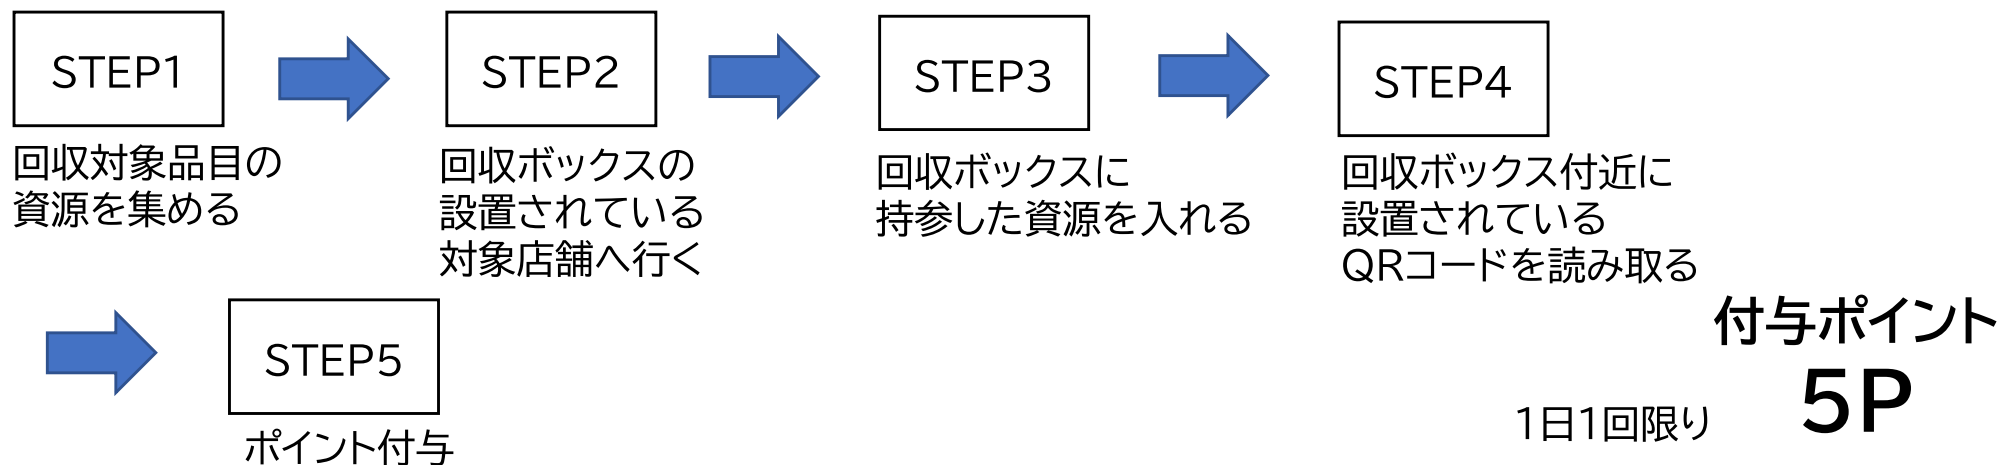 STEP1
回収対象品目の
資源を集める
STEP2
回収ボックスの
設置されている
対象店舗へ行く
STEP3
回収ボックスに
持参した資源を入れる
STEP4
回収ボックス付近に
設置されている
QRコードを読み取る
STEP5
ポイント付与
付与ポイント
5P
1日1回限り